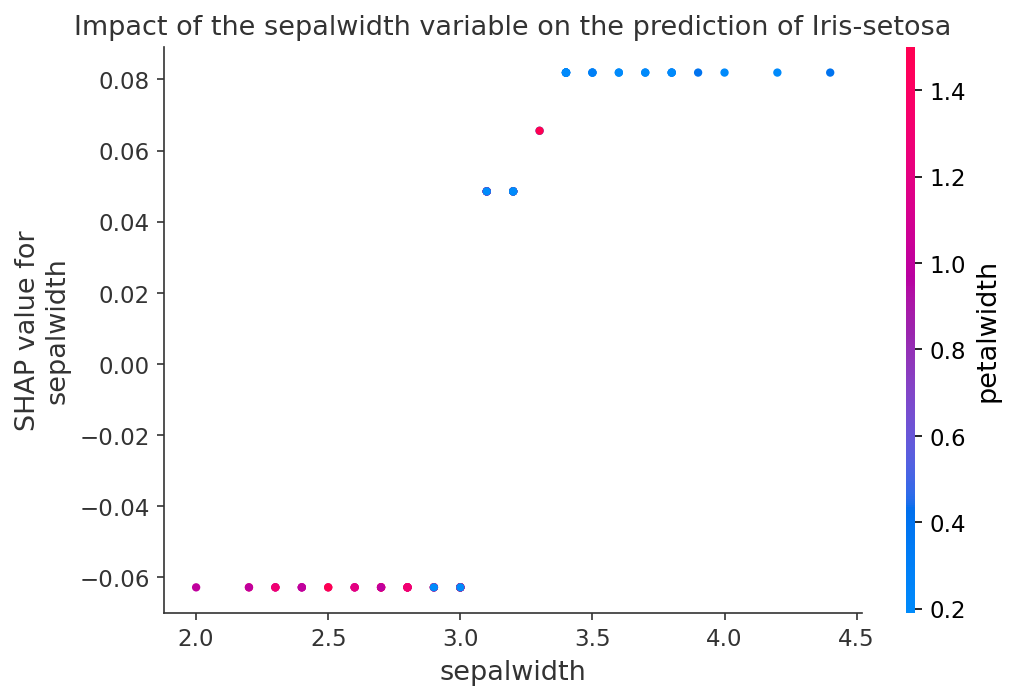 Impact of the sepalwidth variable on the prediction of Iris-setosa
SHAP value for
sepalwidth
0.08
0.06
0.04
0.02
0.00
−0.02
−0.04
−0.06
2.0 2.5 3.0 3.5 4.0 4.5
sepalwidth
1.4
1.2
1.0
0.8
0.6
0.4
0.2
petalwidth